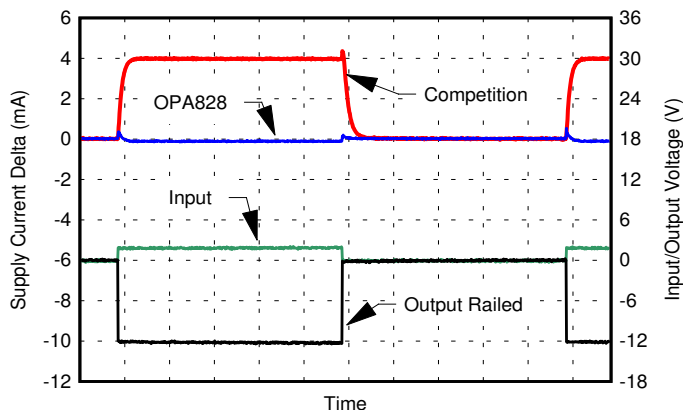 6
4
2
0
-2
-4
-6
-8
-10
-12
Supply Current Delta (mA)
36
30
24
18
12
6
0
-6
-12
-18
Input/Output Voltage (V)
Competition
OPA828
Input
Output Railed
Time